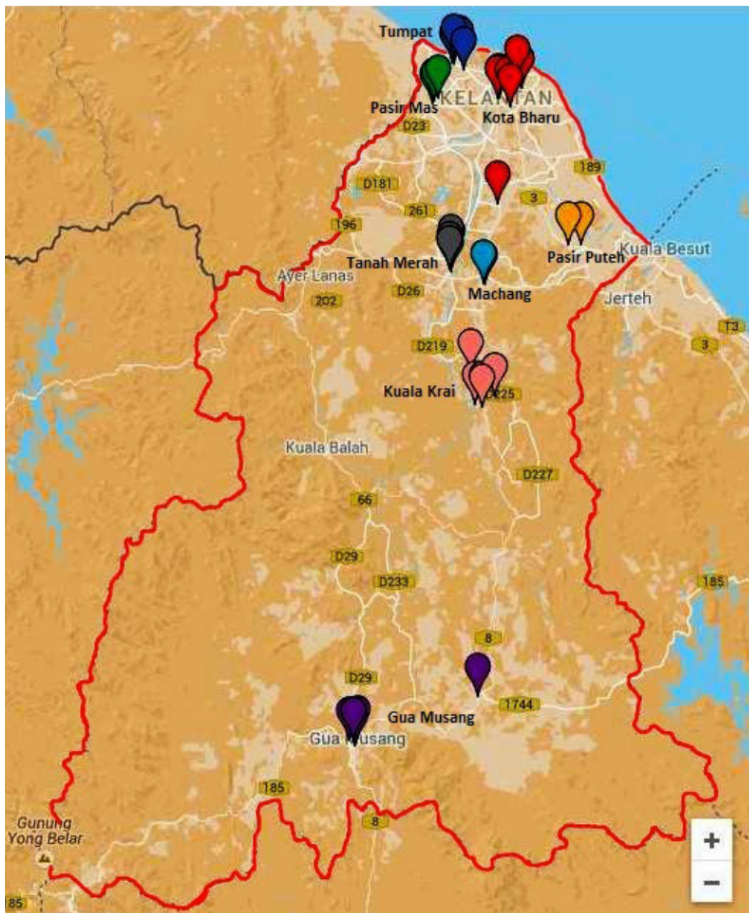 Tumpat
KELANTAN
Pasir Mas
Kota Bharu
D23
189
D181
3
261
196
Pasir Puteh
Kuala Besut
Tanah Merah
Ayer Lanas
Machang
D26
202
Jerteh
T3
D219
3
Kuala Krai
Kuala Balah
D227
66
D29
D233
185
8
D29
1744
Gua Musang
Gua Musang
185
8
Gunung
Yong Belar
+
−
85